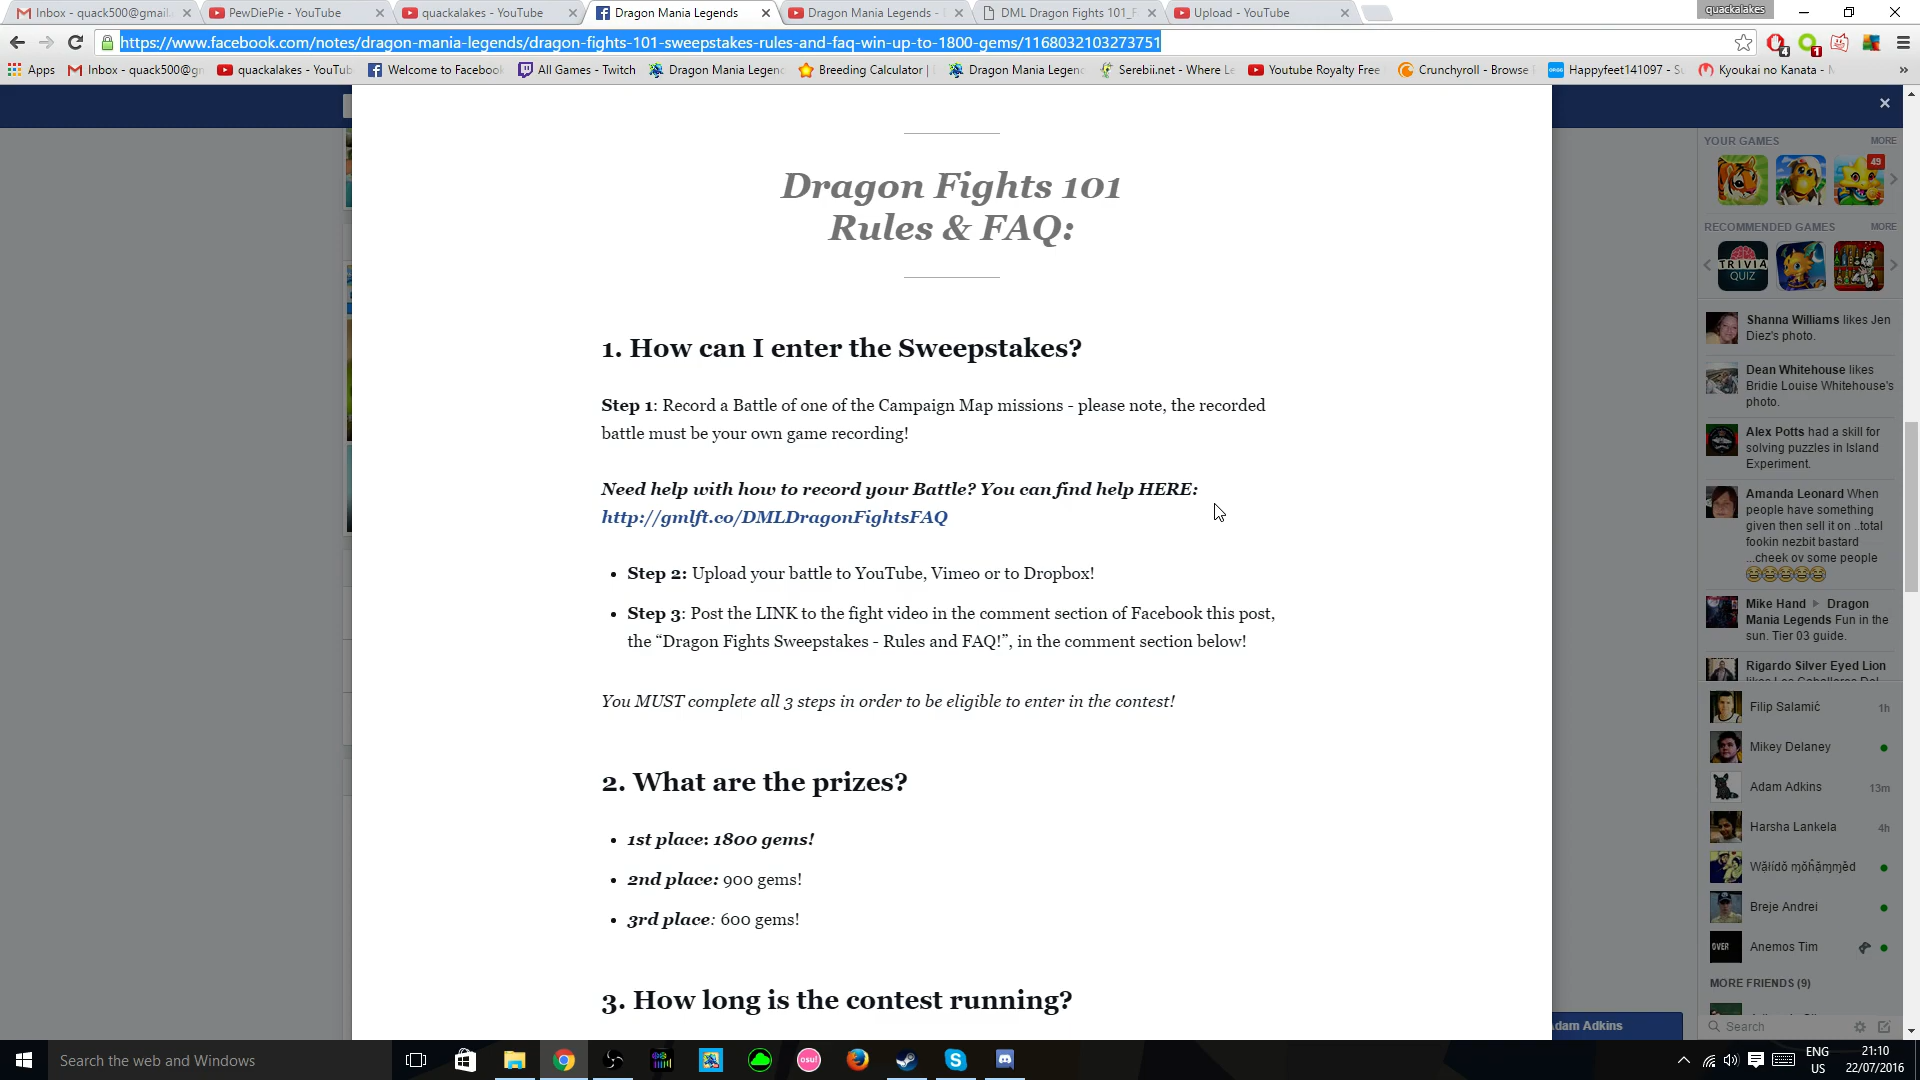 Inbox - quack500@gmail.
PewDiePie - YouTube
quackalakes - YouTube
Dragon Mania Legends
Dragon Mania Legends -
DML Dragon Fights 101_F
Upload - YouTube
quackalakes
https://www.facebook.com/notes/dragon-mania-legends/dragon-fights-101-sweepstakes-rules-and-faq-win-up-to-1800-gems/1168032103273751
4
1
Apps
Inbox - quack500@gm
quackalakes - YouTub
Welcome to Facebook
All Games - Twitch
Dragon Mania Legen
Breeding Calculator |
Dragon Mania Legen
Serebii.net - Where Le
Youtube Royalty Free
Crunchyroll - Browse
Happyfeet141097 - Su
Kyoukai no Kanata -
»
Dragon Fights 101
Rules & FAQ:
1. How can I enter the Sweepstakes?
Step 1: Record a Battle of one of the Campaign Map missions - please note, the recorded
battle must be your own game recording!
Need help with how to record your Battle? You can find help HERE:
http://gmlft.co/DMLDragonFightsFAQ
• Step 2: Upload your battle to YouTube, Vimeo or to Dropbox!
• Step 3: Post the LINK to the fight video in the comment section of Facebook this post,
the “Dragon Fights Sweepstakes - Rules and FAQ!”, in the comment section below!
You MUST complete all 3 steps in order to be eligible to enter in the contest!
2. What are the prizes?
• 1st place: 1800 gems!
• 2nd place: 900 gems!
• 3rd place: 600 gems!
3. How long is the contest running?
YOUR GAMES
MORE
49
RECOMMENDED GAMES
MORE
TRIVIA
QUIZ
Shanna Williams likes Jen
Diez's photo.
Dean Whitehouse likes
Bridie Louise Whitehouse's
photo.
Alex Potts had a skill for
solving puzzles in Island
Experiment.
Amanda Leonard When
people have something
given then sell it on ..total
fookin nezbit bastard
...cheek ov some people
😂😂😂😂😂
Mike Hand ▸ Dragon
Mania Legends Fun in the
sun. Tier 03 guide.
Rigardo Silver Eyed Lion
Filip Salamič
1h
Mikey Delaney
Adam Adkins
13m
Harsha Lankela
4h
Breje Andrei
OVER
Anemos Tim
MORE FRIENDS (9)
Adkins
Search
Search the web and Windows
osu!
ENG
US
21:10
22/07/2016